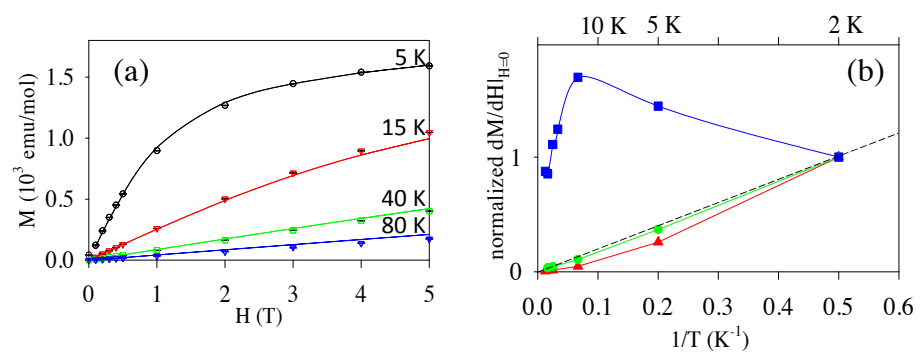 (a)
5 K
15 K
40 K
80 K
M (10³ emu/mol)
1.5
1.0
0.5
0.0
0 1 2 3 4 5
H (T)
10 K 5 K 2 K
(b)
normalized dM/dH|H=0
1
0
0.0 0.1 0.2 0.3 0.4 0.5 0.6
1/T (K⁻¹)